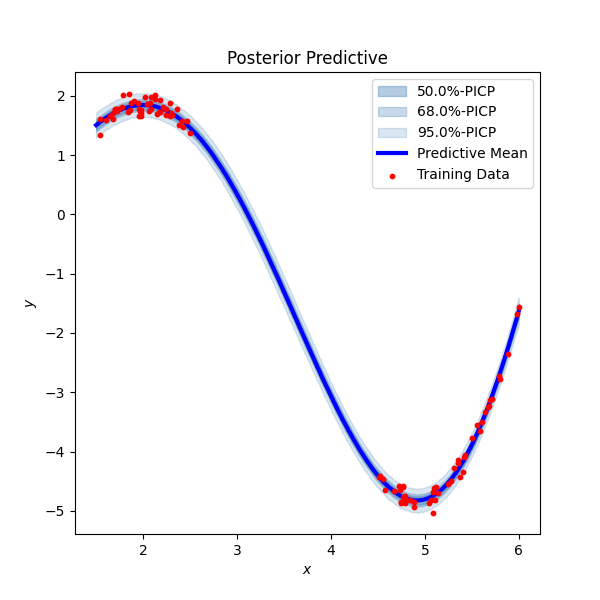 Posterior Predictive
50.0%-PICP
68.0%-PICP
95.0%-PICP
Predictive Mean
Training Data
2
1
0
−1
−2
−3
−4
−5
y
2 3 4 5 6
x